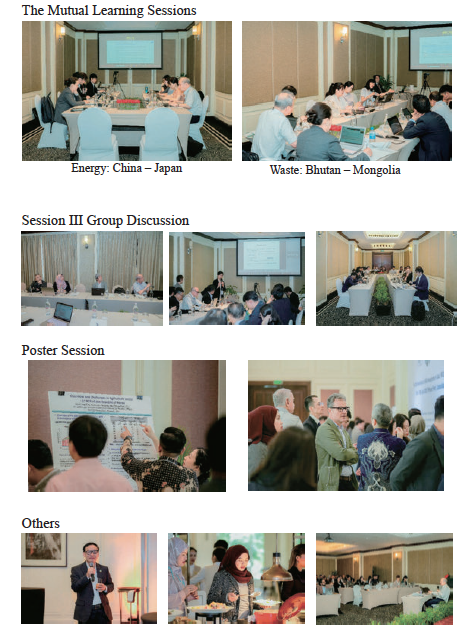 The Mutual Learning Sessions
Energy: China – Japan
Waste: Bhutan – Mongolia
Session III Group Discussion
Poster Session
Others